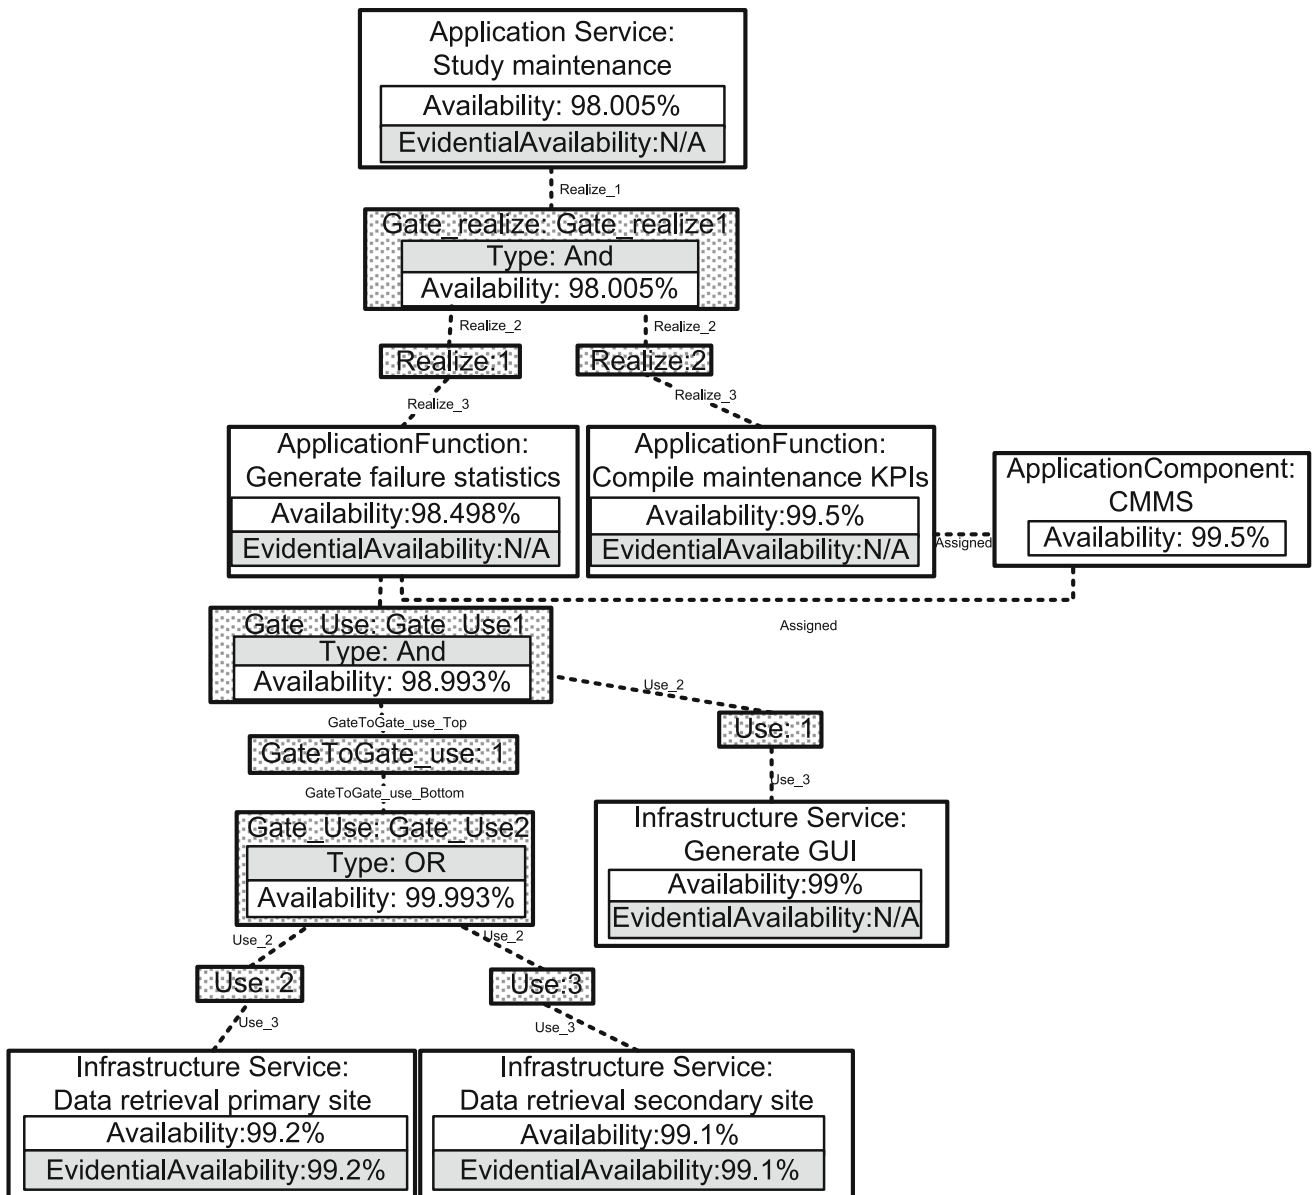 Application Service:
Study maintenance
Availability: 98.005%
EvidentialAvailability:N/A
Realize_1
Gate_realize: Gate_realize1
Type: And
Availability: 98.005%
Realize_2
Realize_2
Realize:1
Realize:2
Realize_3
Realize_3
ApplicationFunction:
Generate failure statistics
Availability:98.498%
EvidentialAvailability:N/A
ApplicationFunction:
Compile maintenance KPIs
Availability:99.5%
EvidentialAvailability:N/A
Assigned
ApplicationComponent:
CMMS
Availability: 99.5%
Assigned
Gate_Use: Gate_Use1
Type: And
Availability: 98.993%
Use_2
GateToGate_use_Top
Use: 1
GateToGate_use: 1
Use_3
GateToGate_use_Bottom
Gate_Use: Gate_Use2
Type: OR
Availability: 99.993%
Infrastructure Service:
Generate GUI
Availability:99%
EvidentialAvailability:N/A
Use_2
Use_2
Use: 2
Use:3
Use_3
Use_3
Infrastructure Service:
Data retrieval primary site
Availability:99.2%
EvidentialAvailability:99.2%
Infrastructure Service:
Data retrieval secondary site
Availability:99.1%
EvidentialAvailability:99.1%